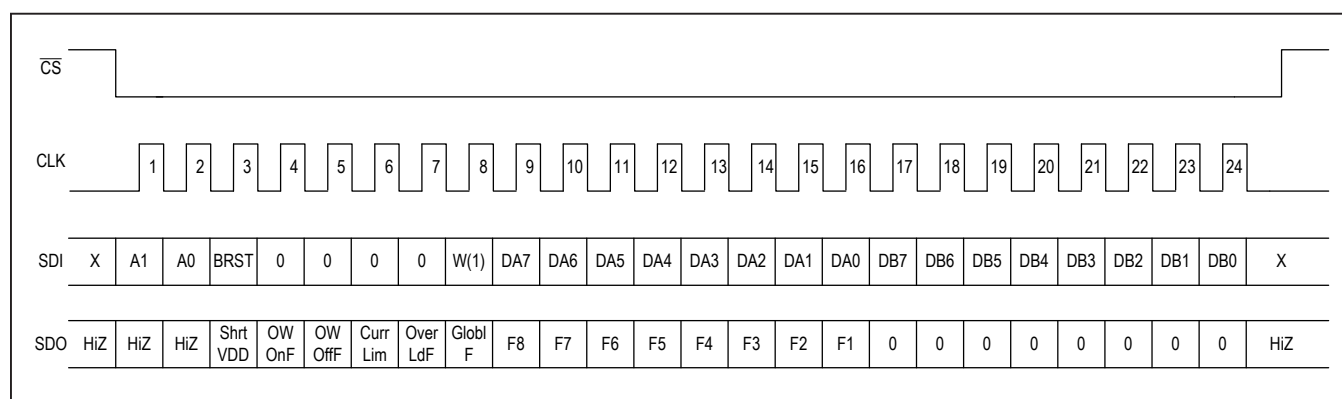 CS
CLK 1 2 3 4 5 6 7 8 9 10 11 12 13 14 15 16 17 18 19 20 21 22 23 24
SDI X A1 A0 BRST 0 0 0 0 W(1) DA7 DA6 DA5 DA4 DA3 DA2 DA1 DA0 DB7 DB6 DB5 DB4 DB3 DB2 DB1 DB0 X
SDO HiZ HiZ HiZ Shrt VDD OW OnF OW OffF Curr Lim Over LdF Globl F F8 F7 F6 F5 F4 F3 F2 F1 0 0 0 0 0 0 0 0 HiZ